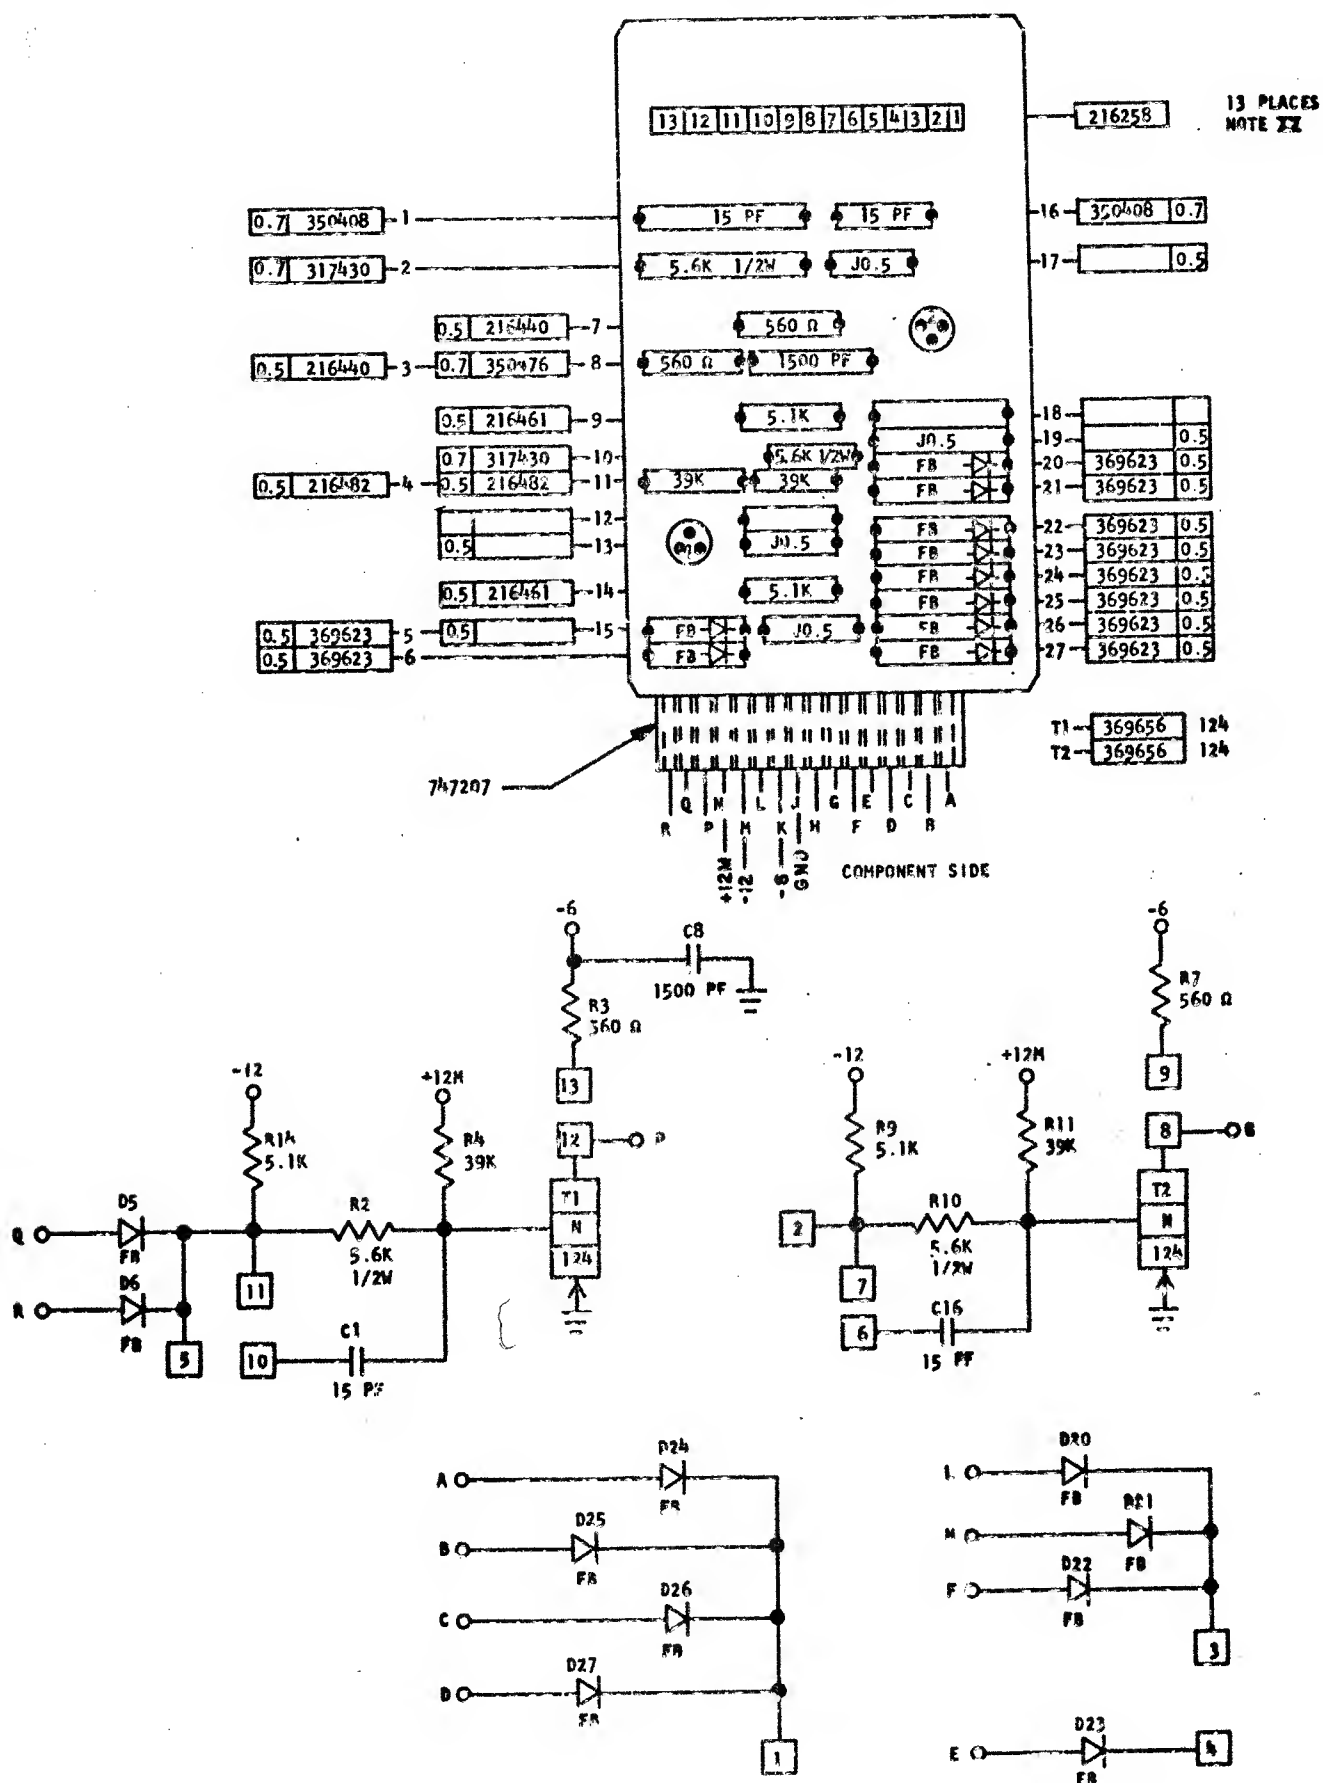 13 12 11 10 9 8 7 6 5 4 3 2 1
216258
13 PLACES
NOTE
0.7 350408 1
15 PF
15 PF
16 350408 0.7
0.7 317430 2
5.6K 1/2W
J0.5
17 0.5
0.5 216440 7
560 Ω
0.5 216440 3
0.7 350476 8
560 Ω
1500 PF
0.5 216461 9
5.1K
18
J0.5
19 0.5
0.7 317430 10
5.6K 1/2W
FB
20 369623 0.5
0.5 216482 4
0.5 216482 11
39K
39K
FB
21 369623 0.5
12
FB
22 369623 0.5
0.5 13
J0.5
FB
23 369623 0.5
FB
24 369623 0.5
0.5 216461 14
5.1K
FB
25 369623 0.5
0.5 369623 5
0.5 15
FB
J0.5
FB
26 369623 0.5
0.5 369623 6
FB
FB
27 369623 0.5
T1 369656 124
T2 369656 124
747207
R Q P N M L K J H G F E D C B A
+12M
-12
GND
COMPONENT SIDE
-6
C8
1500 PF
R3
560 Ω
13
-6
R7
560 Ω
9
-12
+12M
R14
5.1K
R4
39K
12
P
-12
+12M
R9
5.1K
R11
39K
8
D5
Q
FB
R2
5.6K
1/2W
T1
N
124
2
R10
5.6K
1/2W
T2
N
124
D6
R
FB
5
11
10
C1
15 PF
7
6
C16
15 PF
A
D24
FB
B
D25
FB
C
D26
FB
D
D27
FB
1
L
D20
FB
FB
F
D22
FB
3
E
D23
FB
4